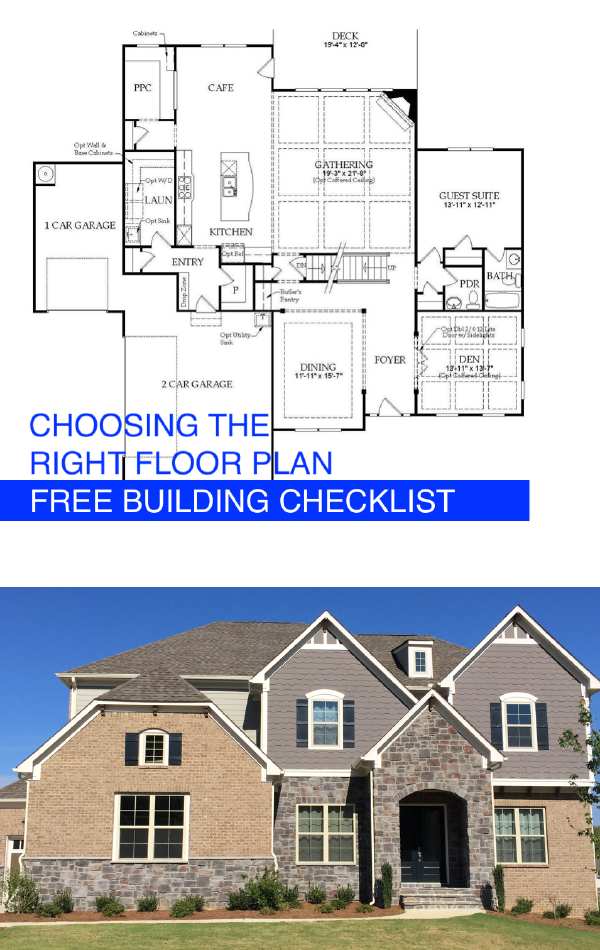 DECK
19'-4" x 12'-0"
Cabinets
PPC
CAFE
Opt Wall &
Base Cabinets
GATHERING
19'-3" x 21'-8"
(Opt Coffered Ceiling)
Opt W/D
LAUN
Opt Sink
GUEST SUITE
13'-11" x 12'-11"
1 CAR GARAGE
KITCHEN
Opt Ref
ENTRY
DN
UP
BATH
PDR
Drop Zone
P
Butler's
Pantry
Opt Utility
Sink
Opt Dbl 2/0 12 Lite
Door w/Sidelights
DINING
11'-11" x 15'-7"
FOYER
DEN
13'-11" x 13'-7"
(Opt Coffered Ceiling)
2 CAR GARAGE
CHOOSING THE
RIGHT FLOOR PLAN
FREE BUILDING CHECKLIST